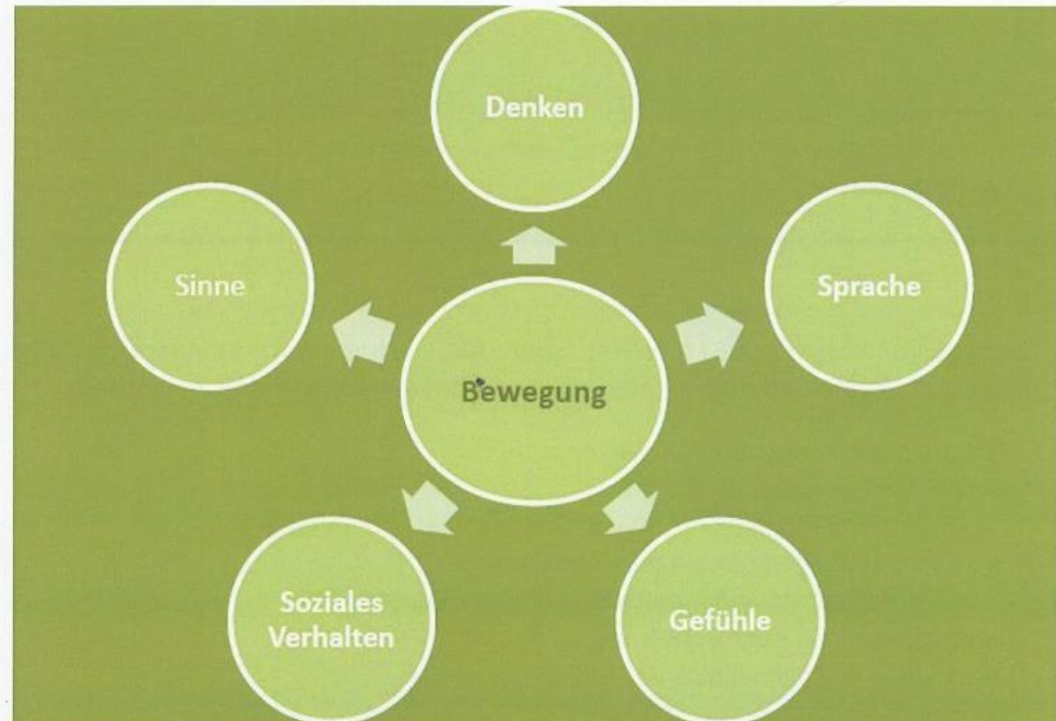 Denken
Sinne
Sprache
Bewegung
Soziales
Verhalten
Gefühle